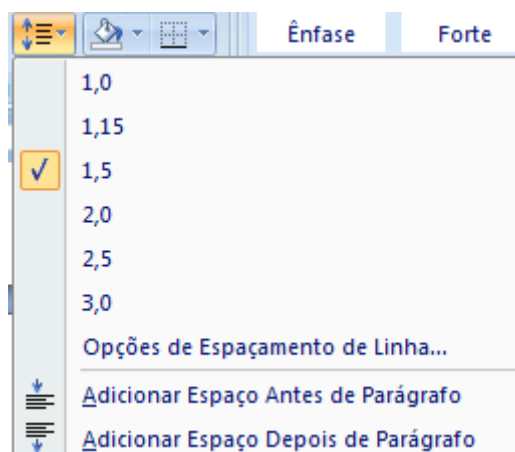 Ênfase Forte
1,0
1,15
1,5
2,0
2,5
3,0
Opções de Espaçamento de Linha...
Adicionar Espaço Antes de Parágrafo
Adicionar Espaço Depois de Parágrafo